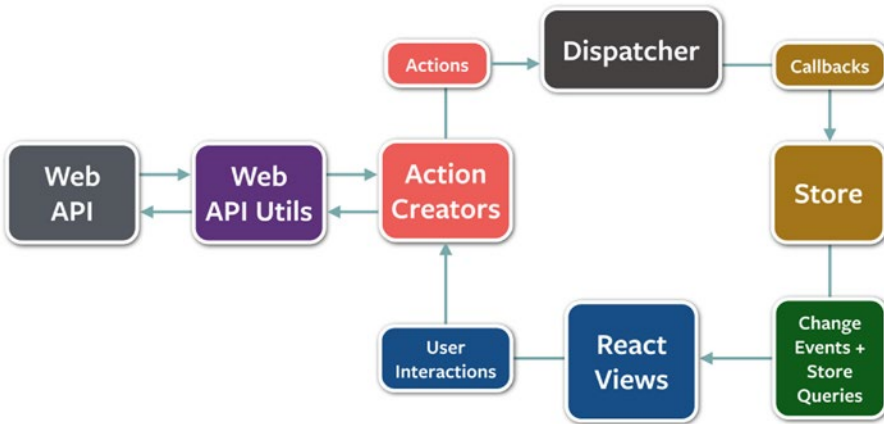 Actions
Dispatcher
Callbacks
Web
API
Web
API Utils
Action
Creators
Store
User
Interactions
React
Views
Change
Events +
Store
Queries